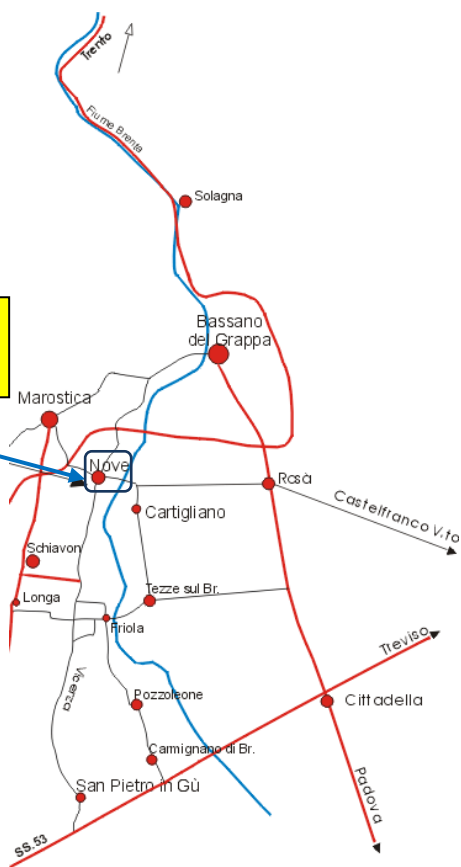 Trento
Fiume Brenta
Solagna
Bassano
del Grappa
Marostica
Nove
Rosà
Castelfranco V.to
Cartigliano
Schiavon
Longa
Tezze sul Br.
Friola
Treviso
Vicenza
Pozzoleone
Cittadella
Carmignano di Br.
San Pietro in Gù
Padova
SS.53